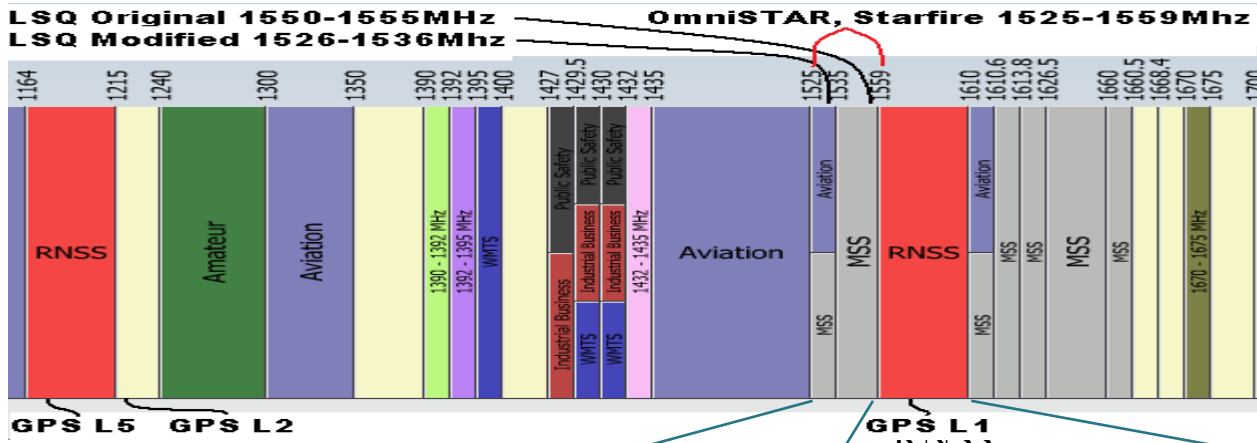 LSQ Original 1550-1555MHz
OmniSTAR, Starfire 1525-1559Mhz
LSQ Modified 1526-1536Mhz
1164
1215
1240
1300
1350
1390
1392
1395
1400
1427
1429.5
1430
1432
1435
1525
1535
1559
1610
1610.6
1613.8
1626.5
1660
1660.5
1668.4
1670
1675
RNSS
Amateur
Aviation
1390 - 1392 MHz
1392 - 1395 MHz
WMTS
Public Safety
Industrial Business
Public Safety
Industrial Business
WMTS
Public Safety
Industrial Business
WMTS
1432 - 1435 MHz
Aviation
Aviation
MSS
MSS
RNSS
Aviation
MSS
MSS
MSS
MSS
MSS
1670 - 1675 MHz
GPS L5
GPS L2
GPS L1